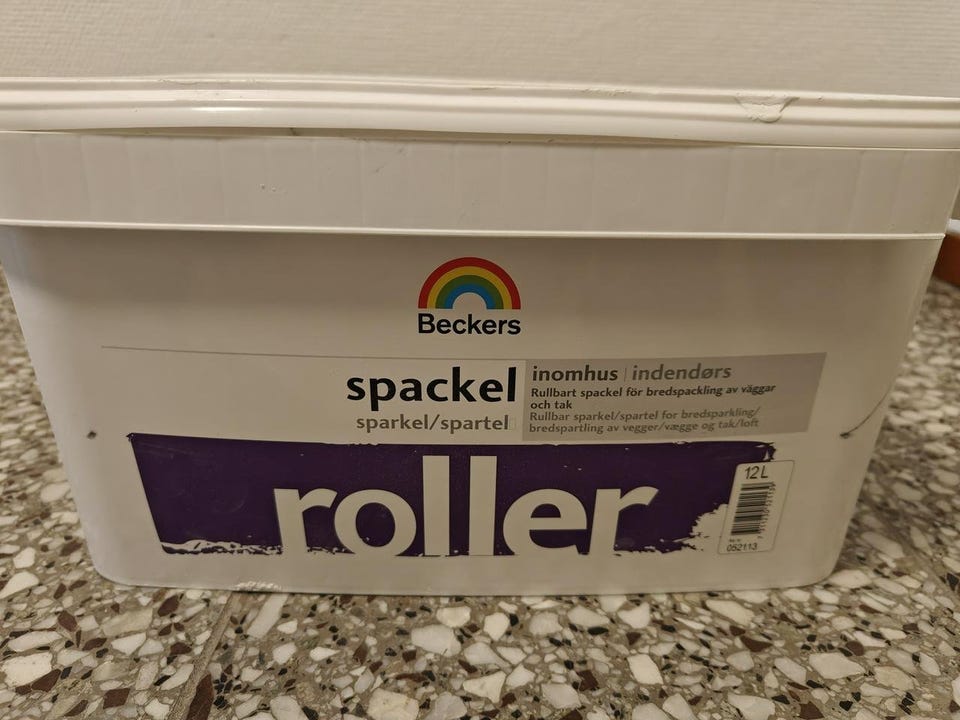 Beckers
spackel
sparkel/spartel
inomhus | indendørs
Rullbart spackel för bredspackling av väggar
och tak
Rullbar sparkel/spartel for bredsparkling/
bredspartling av vegger/vægge og tak/loft
roller
12 L
052113